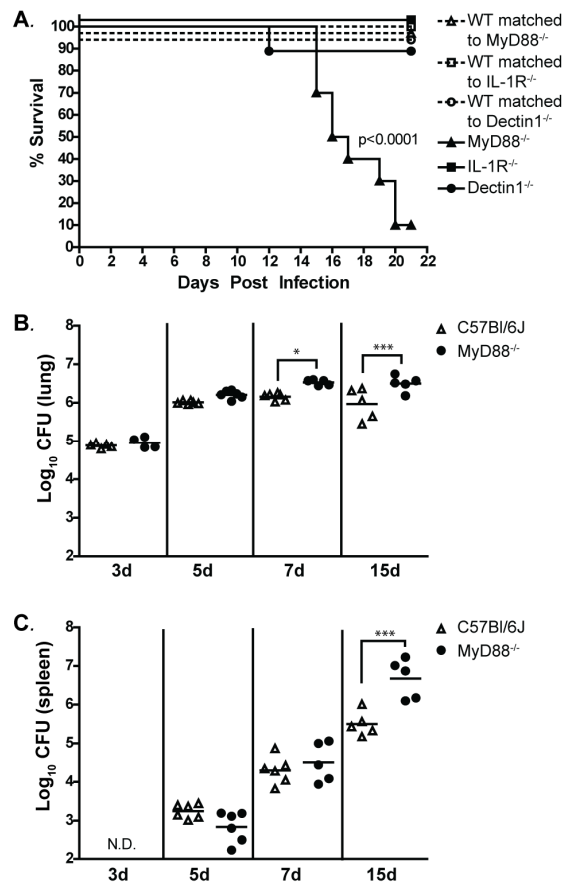 A.
% Survival
100
90
80
70
60
50
40
30
20
10
0
0 2 4 6 8 10 12 14 16 18 20 22
Days Post Infection
p<0.0001
WT matched
to MyD88-/-
WT matched
to IL-1R-/-
WT matched
to Dectin1-/-
MyD88-/-
IL-1R-/-
Dectin1-/-
B.
Log10 CFU (lung)
8
7
6
5
4
3
2
*
***
3d 5d 7d 15d
C57Bl/6J
MyD88-/-
C.
Log10 CFU (spleen)
8
7
6
5
4
3
2
***
N.D.
3d 5d 7d 15d
C57Bl/6J
MyD88-/-